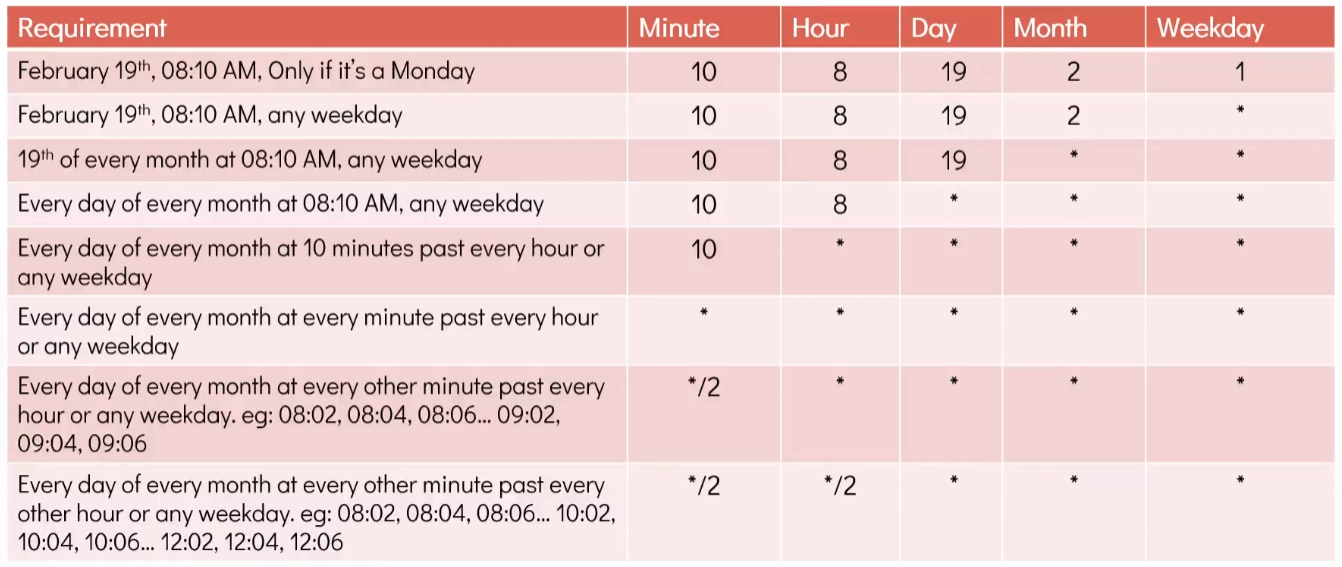 Requirement Minute Hour Day Month Weekday
February 19th, 08:10 AM, Only if it's a Monday 10 8 19 2 1
February 19th, 08:10 AM, any weekday 10 8 19 2 *
19th of every month at 08:10 AM, any weekday 10 8 19 * *
Every day of every month at 08:10 AM, any weekday 10 8 * * *
Every day of every month at 10 minutes past every hour or 10 * * * *
any weekday
Every day of every month at every minute past every hour * * * * *
or any weekday
Every day of every month at every other minute past every */2 * * * *
hour or any weekday. eg: 08:02, 08:04, 08:06... 09:02,
09:04, 09:06
Every day of every month at every other minute past every */2 */2 * * *
other hour or any weekday. eg: 08:02, 08:04, 08:06... 10:02,
10:04, 10:06... 12:02, 12:04, 12:06